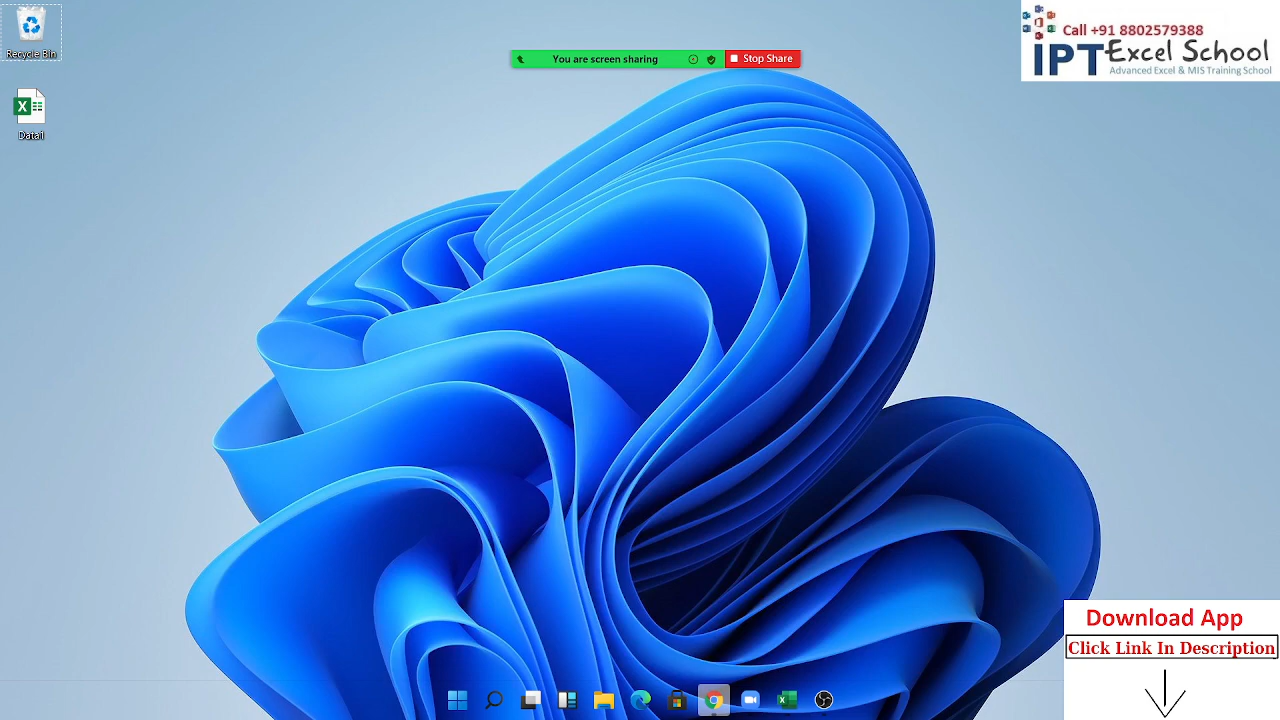 Recycle Bin
Datail
You are screen sharing
Stop Share
Call +91 8802579388
IPT Excel School
Advanced Excel & MIS Training School
Download App
Click Link In Description